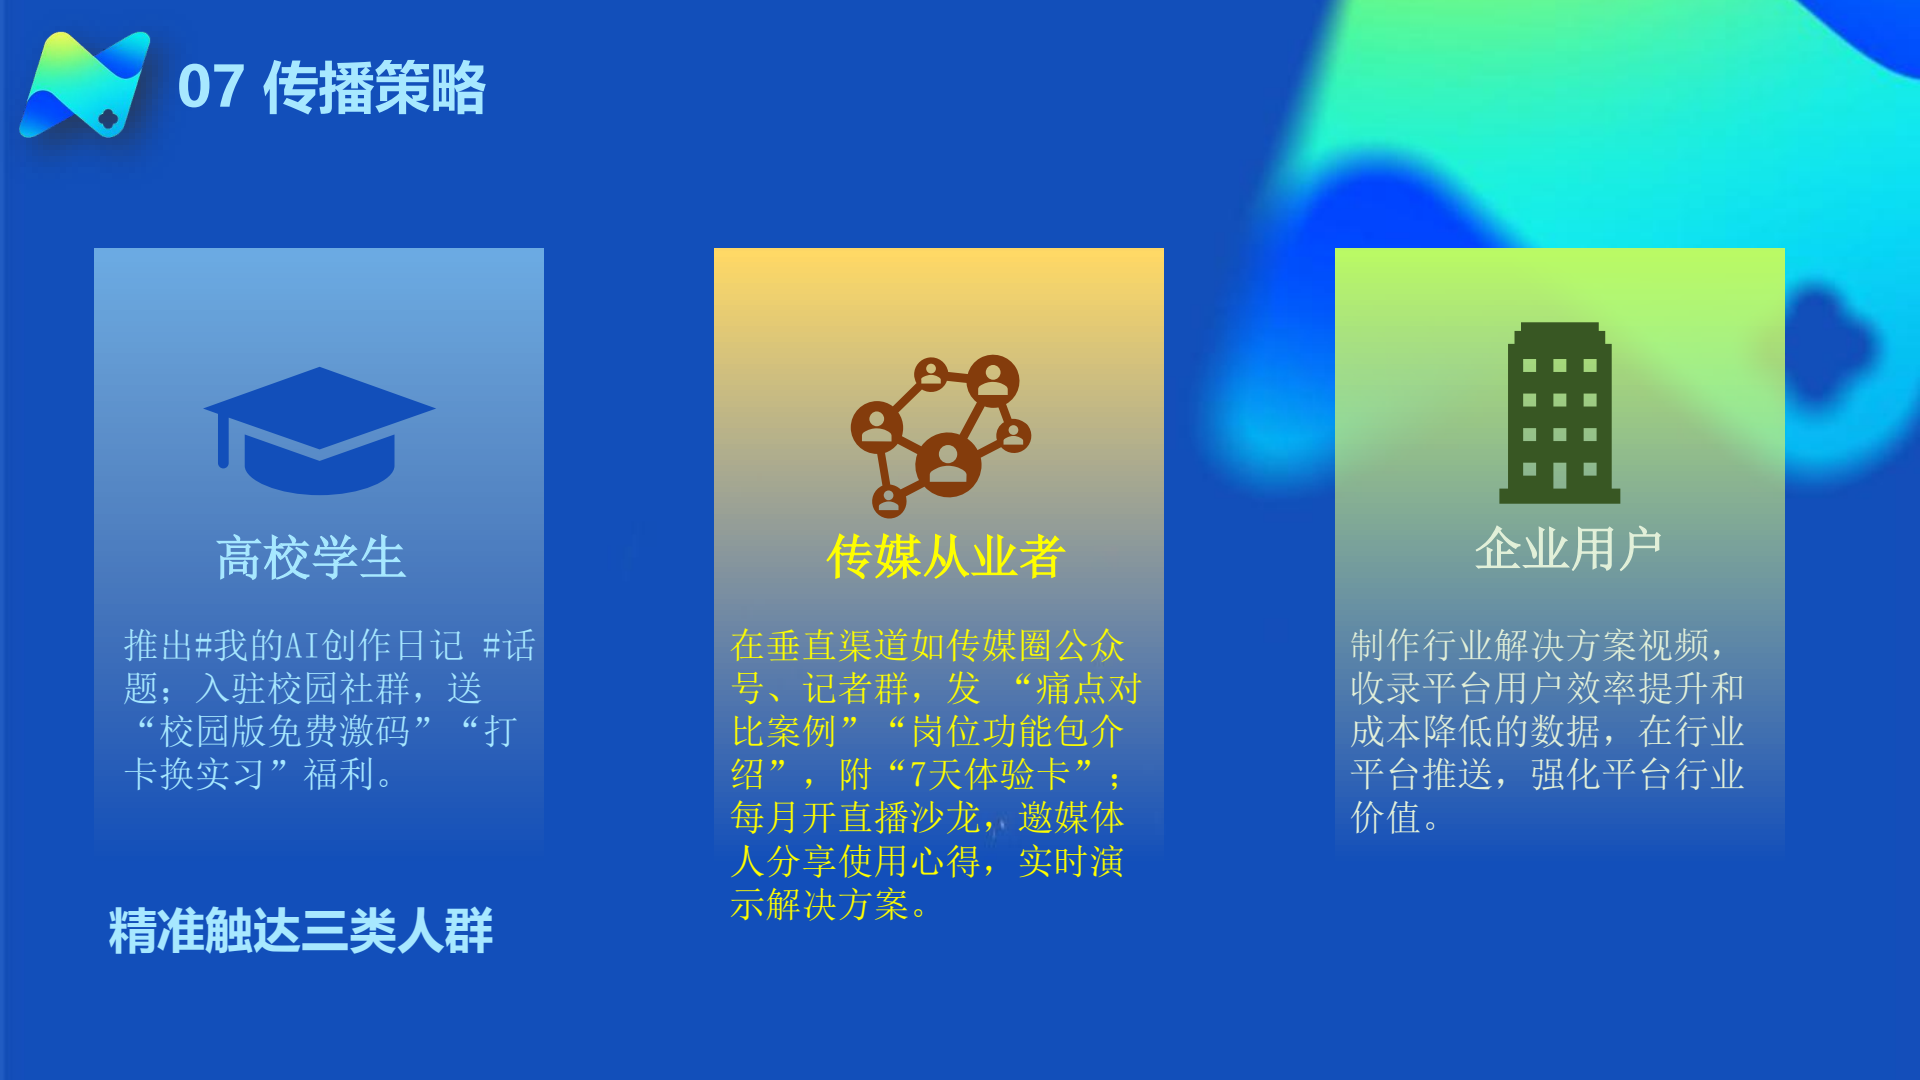 07 传播策略
高校学生
推出#我的AI创作日记 #话
题；入驻校园社群，送
“校园版免费激码”“打
卡换实习”福利。
传媒从业者
在垂直渠道如传媒圈公众
号、记者群，发 “痛点对
比案例”“岗位功能包介
绍”，附“7天体验卡”；
每月开直播沙龙，邀媒体
人分享使用心得，实时演
示解决方案。
企业用户
制作行业解决方案视频，
收录平台用户效率提升和
成本降低的数据，在行业
平台推送，强化平台行业
价值。
精准触达三类人群